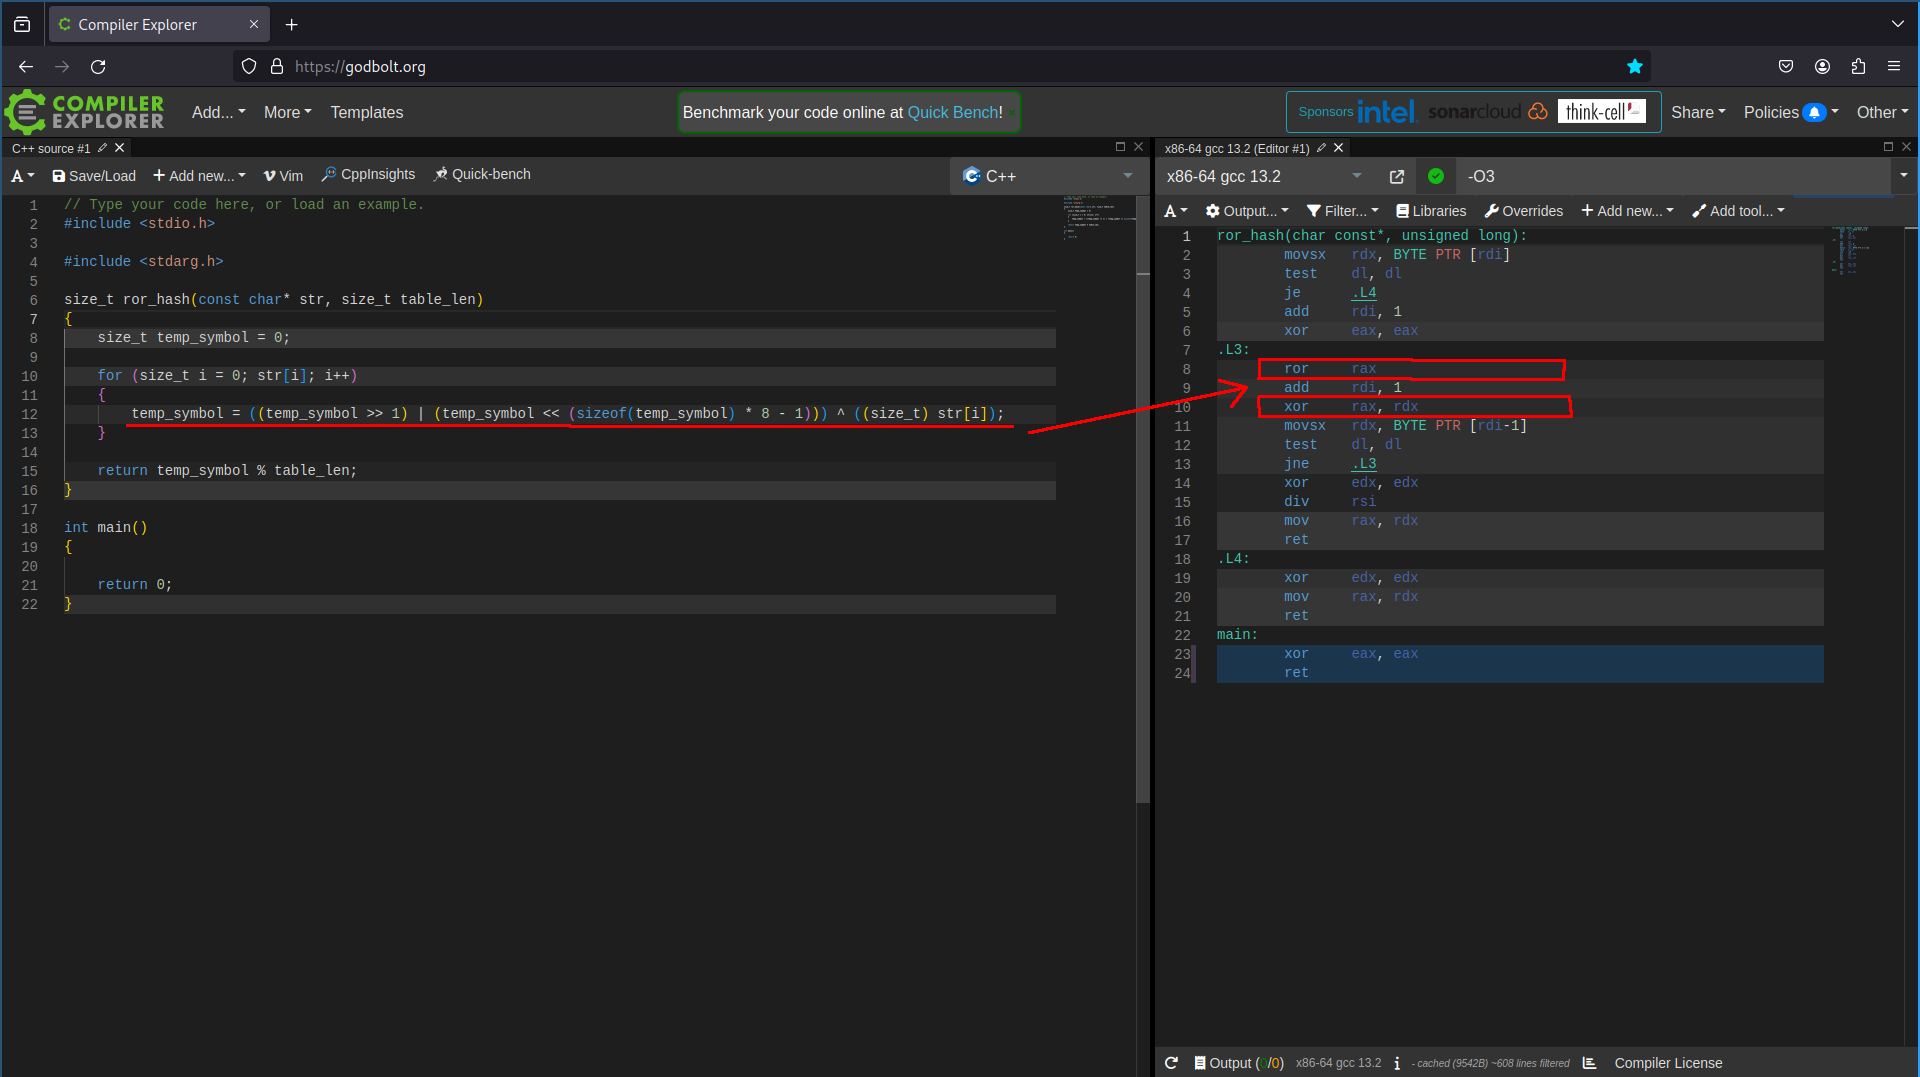 Compiler Explorer
https://godbolt.org
COMPILER
EXPLORER
Add...
More
Templates
Benchmark your code online at Quick Bench!
Sponsors intel. sonarcloud think-cell
Share
Policies
Other
C++ source #1
A
Save/Load
+ Add new...
Vim
CppInsights
Quick-bench
C++
1 // Type your code here, or load an example.
2 #include <stdio.h>
3
4 #include <stdarg.h>
5
6 size_t ror_hash(const char* str, size_t table_len)
7 {
8 size_t temp_symbol = 0;
9
10 for (size_t i = 0; str[i]; i++)
11 {
12 temp_symbol = ((temp_symbol >> 1) | (temp_symbol << (sizeof(temp_symbol) * 8 - 1))) ^ ((size_t) str[i]);
13 }
14
15 return temp_symbol % table_len;
16 }
17
18 int main()
19 {
20
21 return 0;
22 }
x86-64 gcc 13.2 (Editor #1)
x86-64 gcc 13.2
-O3
A
Output...
Filter...
Libraries
Overrides
+ Add new...
Add tool...
1 ror_hash(char const*, unsigned long):
2 movsx rdx, BYTE PTR [rdi]
3 test dl, dl
4 je .L4
5 add rdi, 1
6 xor eax, eax
7 .L3:
8 ror rax
9 add rdi, 1
10 xor rax, rdx
11 movsx rdx, BYTE PTR [rdi-1]
12 test dl, dl
13 jne .L3
14 xor edx, edx
15 div rsi
16 mov rax, rdx
17 ret
18 .L4:
19 xor edx, edx
20 mov rax, rdx
21 ret
22 main:
23 xor eax, eax
24 ret
Output (0/0) x86-64 gcc 13.2 i - cached (9542B) ~608 lines filtered Compiler License